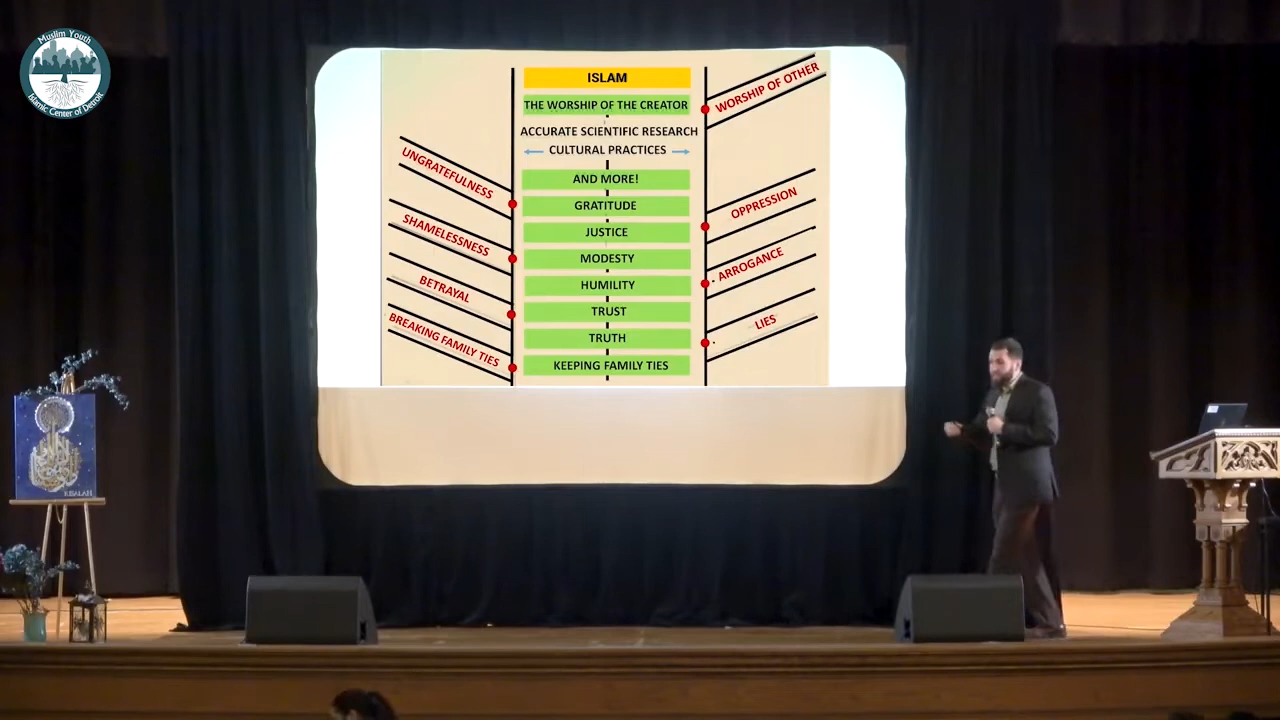 Muslim Youth
Islamic Center of Detroit
ISLAM
THE WORSHIP OF THE CREATOR
ACCURATE SCIENTIFIC RESEARCH
CULTURAL PRACTICES
AND MORE!
GRATITUDE
JUSTICE
MODESTY
HUMILITY
TRUST
TRUTH
KEEPING FAMILY TIES
UNGRATEFULNESS
SHAMELESSNESS
BETRAYAL
BREAKING FAMILY TIES
WORSHIP OF OTHER
OPPRESSION
ARROGANCE
LIES
RISALAH